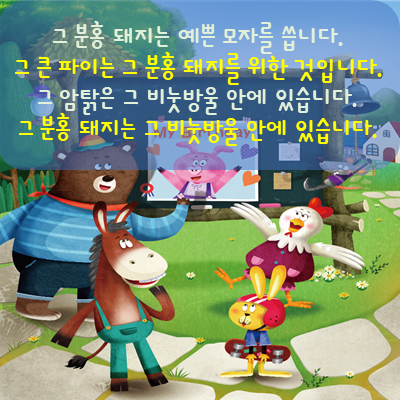 그 분홍 돼지는 예쁜 모자를 씁니다.
그 큰 파이는 그 분홍 돼지를 위한 것입니다.
그 암탉은 그 비눗방울 안에 있습니다.
그 분홍 돼지는 그 비눗방울 안에 있습니다.